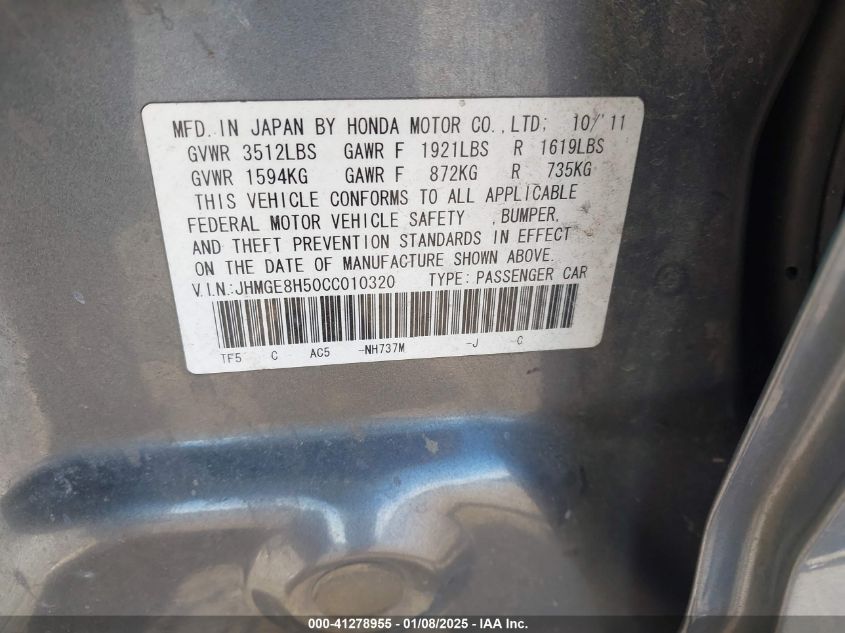 MFD. IN JAPAN BY HONDA MOTOR CO., LTD; 10/'11
GVWR 3512LBS GAWR F 1921LBS R 1619LBS
GVWR 1594KG GAWR F 872KG R 735KG
THIS VEHICLE CONFORMS TO ALL APPLICABLE
FEDERAL MOTOR VEHICLE SAFETY , BUMPER,
AND THEFT PREVENTION STANDARDS IN EFFECT
ON THE DATE OF MANUFACTURE SHOWN ABOVE.
V.I.N.:JHMGE8H50CC010320 TYPE: PASSENGER CAR
TF5 C AC5 -NH737M -J -C
000-41278955 - 01/08/2025 - IAAI.com, Inc.